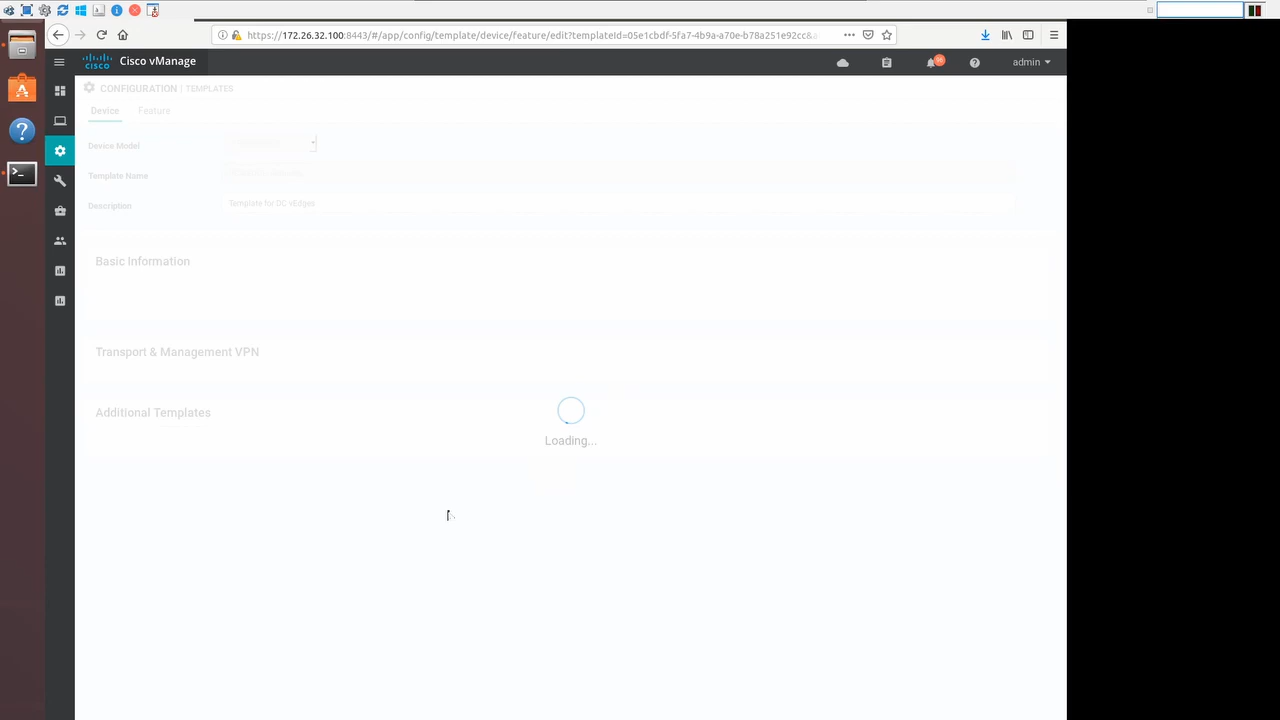 https://172.26.32.100:8443/#/app/config/template/device/feature/edit?templateId=05e1cbdf-5fa7-4b9a-a70e-b78a251e92cc&a
cisco Cisco vManage
admin
CONFIGURATION | TEMPLATES
Device Feature
Device Model
Template Name
Description Template for DC vEdges
Basic Information
Transport & Management VPN
Additional Templates
Loading...